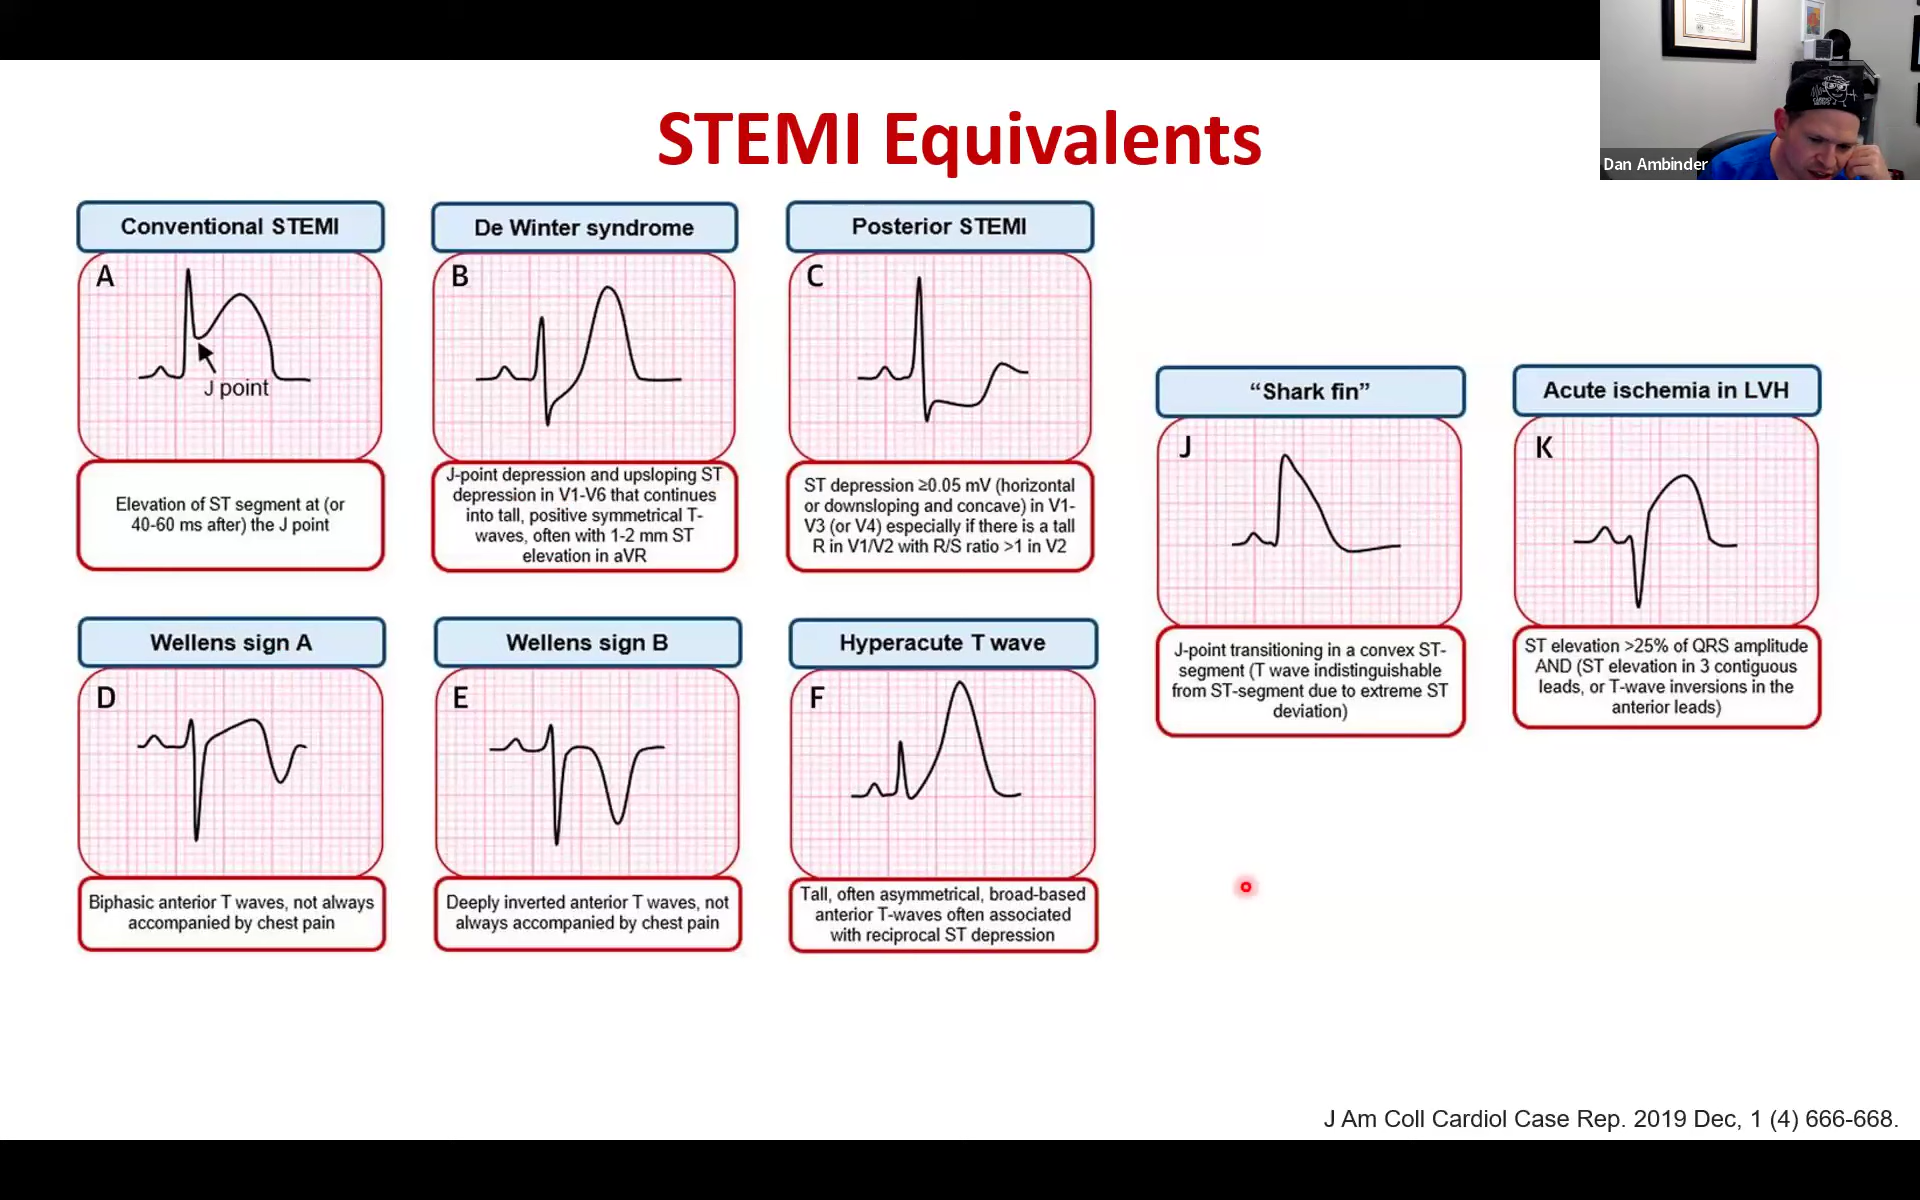 Dan Ambinder
STEMI Equivalents
Conventional STEMI
A
J point
Elevation of ST segment at (or
40-60 ms after) the J point
De Winter syndrome
B
J-point depression and upsloping ST
depression in V1-V6 that continues
into tall, positive symmetrical T-
waves, often with 1-2 mm ST
elevation in aVR
Posterior STEMI
C
ST depression ≥0.05 mV (horizontal
or downsloping and concave) in V1-
V3 (or V4) especially if there is a tall
R in V1/V2 with R/S ratio >1 in V2
“Shark fin”
J
J-point transitioning in a convex ST-
segment (T wave indistinguishable
from ST-segment due to extreme ST
deviation)
Acute ischemia in LVH
K
ST elevation >25% of QRS amplitude
AND (ST elevation in 3 contiguous
leads, or T-wave inversions in the
anterior leads)
Wellens sign A
D
Biphasic anterior T waves, not always
accompanied by chest pain
Wellens sign B
E
Deeply inverted anterior T waves, not
always accompanied by chest pain
Hyperacute T wave
F
Tall, often asymmetrical, broad-based
anterior T-waves often associated
with reciprocal ST depression
J Am Coll Cardiol Case Rep. 2019 Dec, 1 (4) 666-668.